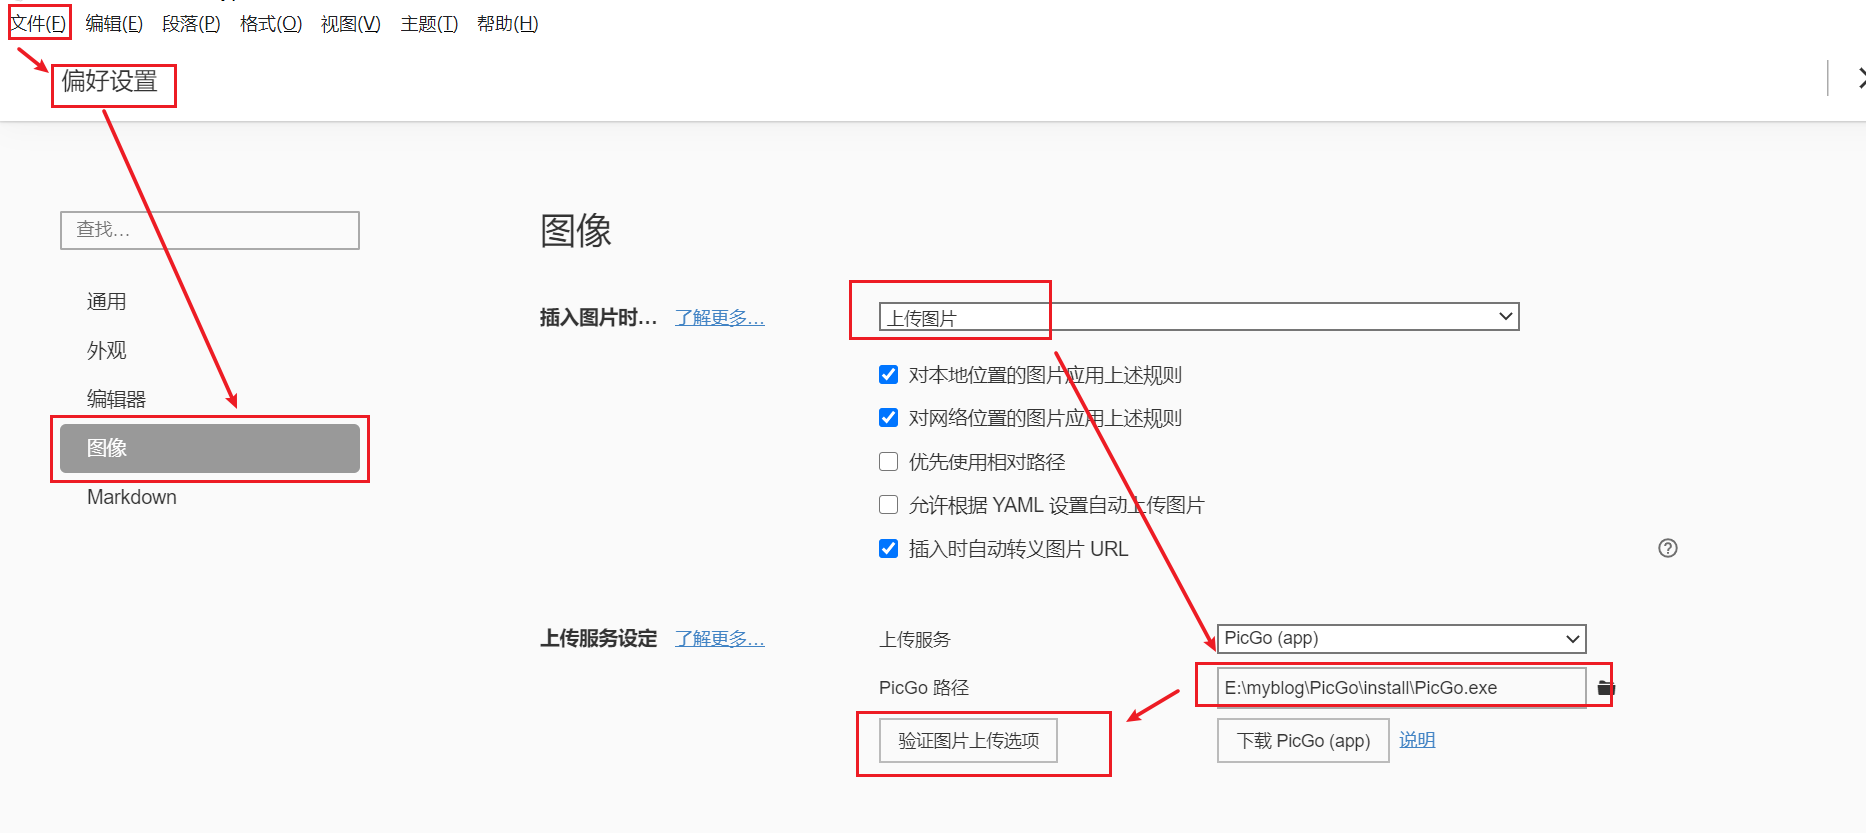 文件(F) 编辑(E) 段落(P) 格式(O) 视图(V) 主题(T) 帮助(H)
偏好设置
查找…
通用
外观
编辑器
图像
Markdown
图像
插入图片时… 了解更多… 上传图片
对本地位置的图片应用上述规则
对网络位置的图片应用上述规则
优先使用相对路径
允许根据 YAML 设置自动上传图片
插入时自动转义图片 URL
上传服务设定 了解更多… 上传服务 PicGo (app)
PicGo 路径 E:\myblog\PicGo\install\PicGo.exe
验证图片上传选项 下载 PicGo (app) 说明